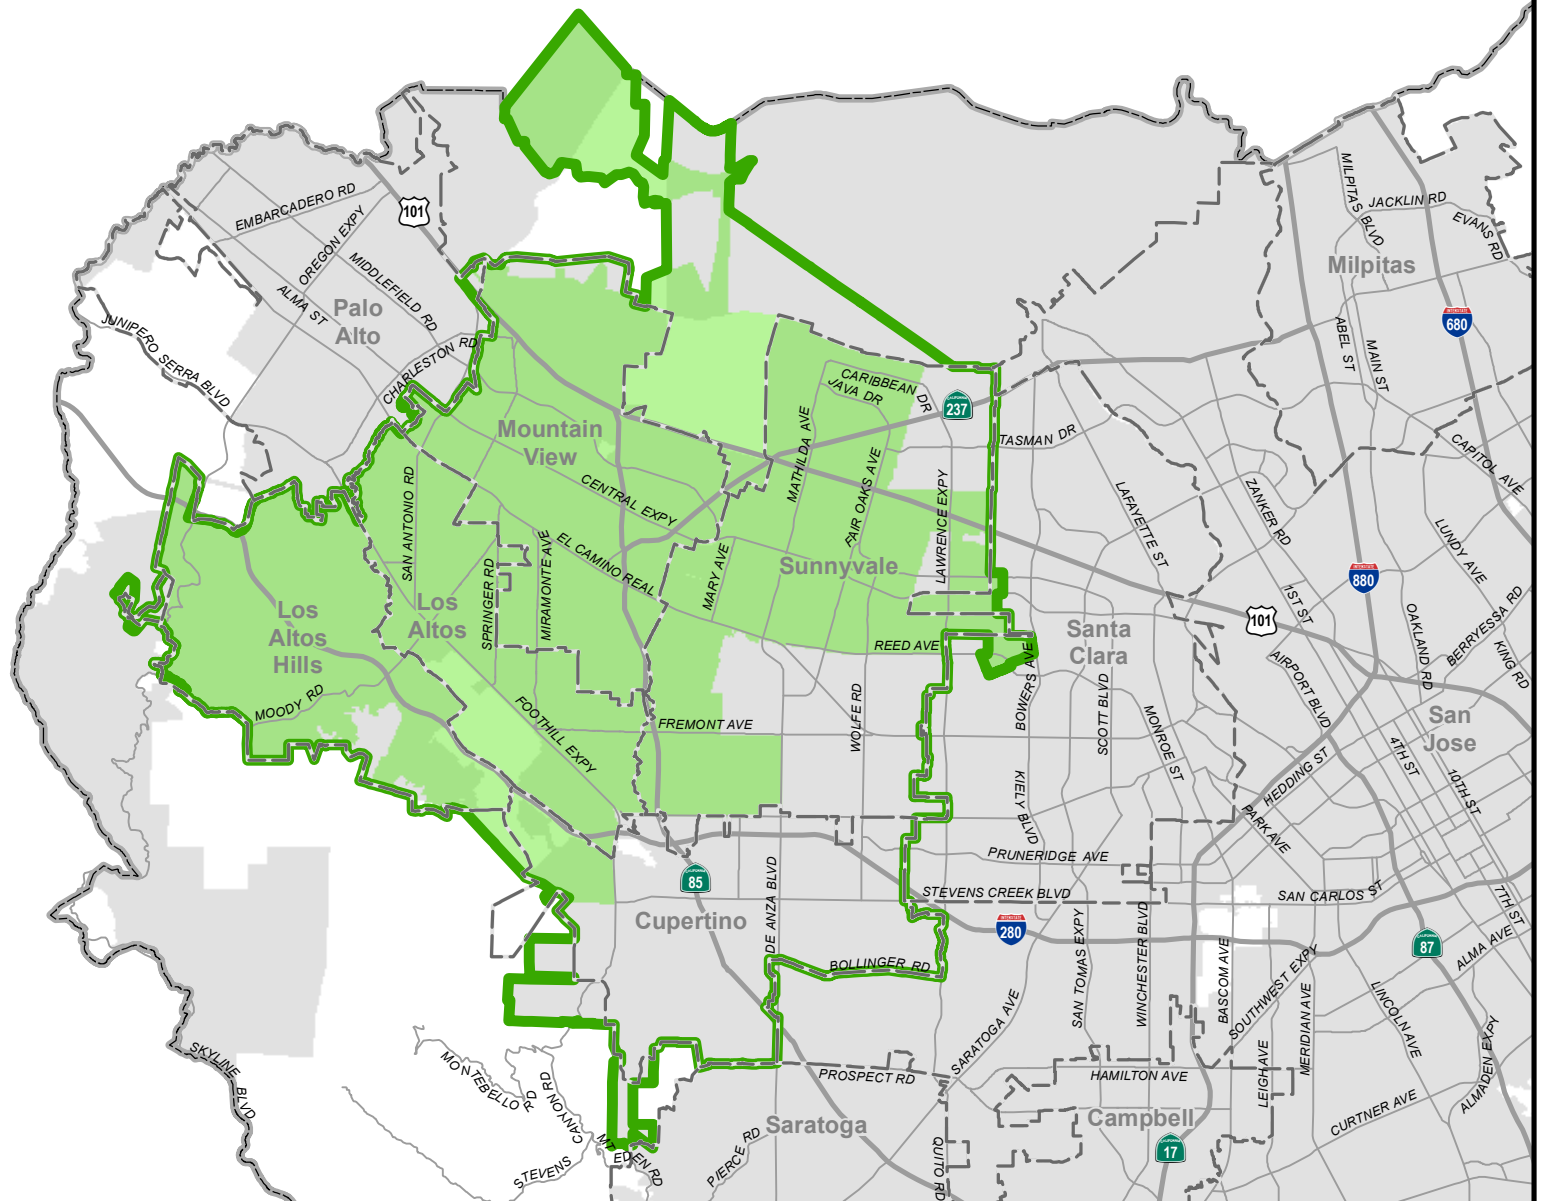 EMBARCADERO RD
OREGON EXPY
101
MIDDLEFIELD RD
ALMA ST
Palo
Alto
JUNIPERO SERRA BLVD
CHARLESTON RD
MILPITAS BLVD
JACKLIN RD
EVANS RD
Milpitas
680
ABEL ST
MAIN ST
CARIBBEAN DR
JAVA DR
237
TASMAN DR
Mountain
View
MATHILDA AVE
FAIR OAKS AVE
LAWRENCE EXPY
CENTRAL EXPY
SAN ANTONIO RD
LAFAYETTE ST
ZANKER RD
CAPITOL AVE
LUNDY AVE
EL CAMINO REAL
MIRAMONTE AVE
SPRINGER RD
MARY AVE
Sunnyvale
880
1ST ST
101
OAKLAND RD
BERRYESSA RD
KING RD
Los
Altos
Hills
Los
Altos
REED AVE
Santa
Clara
AIRPORT BLVD
BOWERS AVE
SCOTT BLVD
MONROE ST
MOODY RD
FOOTHILL EXPY
FREMONT AVE
WOLFE RD
San
Jose
4TH ST
10TH ST
HEDDING ST
PARK AVE
KIELY BLVD
PRUNERIDGE AVE
85
DE ANZA BLVD
STEVENS CREEK BLVD
SAN CARLOS ST
7TH ST
Cupertino
280
87
ALMA AVE
BOLLINGER RD
SAN TOMAS EXPY
WINCHESTER BLVD
BASCOM AVE
SOUTHWEST EXPY
MERIDIAN AVE
LINCOLN AVE
ALMADEN EXPY
SARATOGA AVE
SKYLINE BLVD
MONTEBELLO RD
STEVENS CANYON RD
MT EDEN RD
PROSPECT RD
HAMILTON AVE
LEIGH AVE
CURTNER AVE
Saratoga
Campbell
17
PIERCE RD
QUITO RD